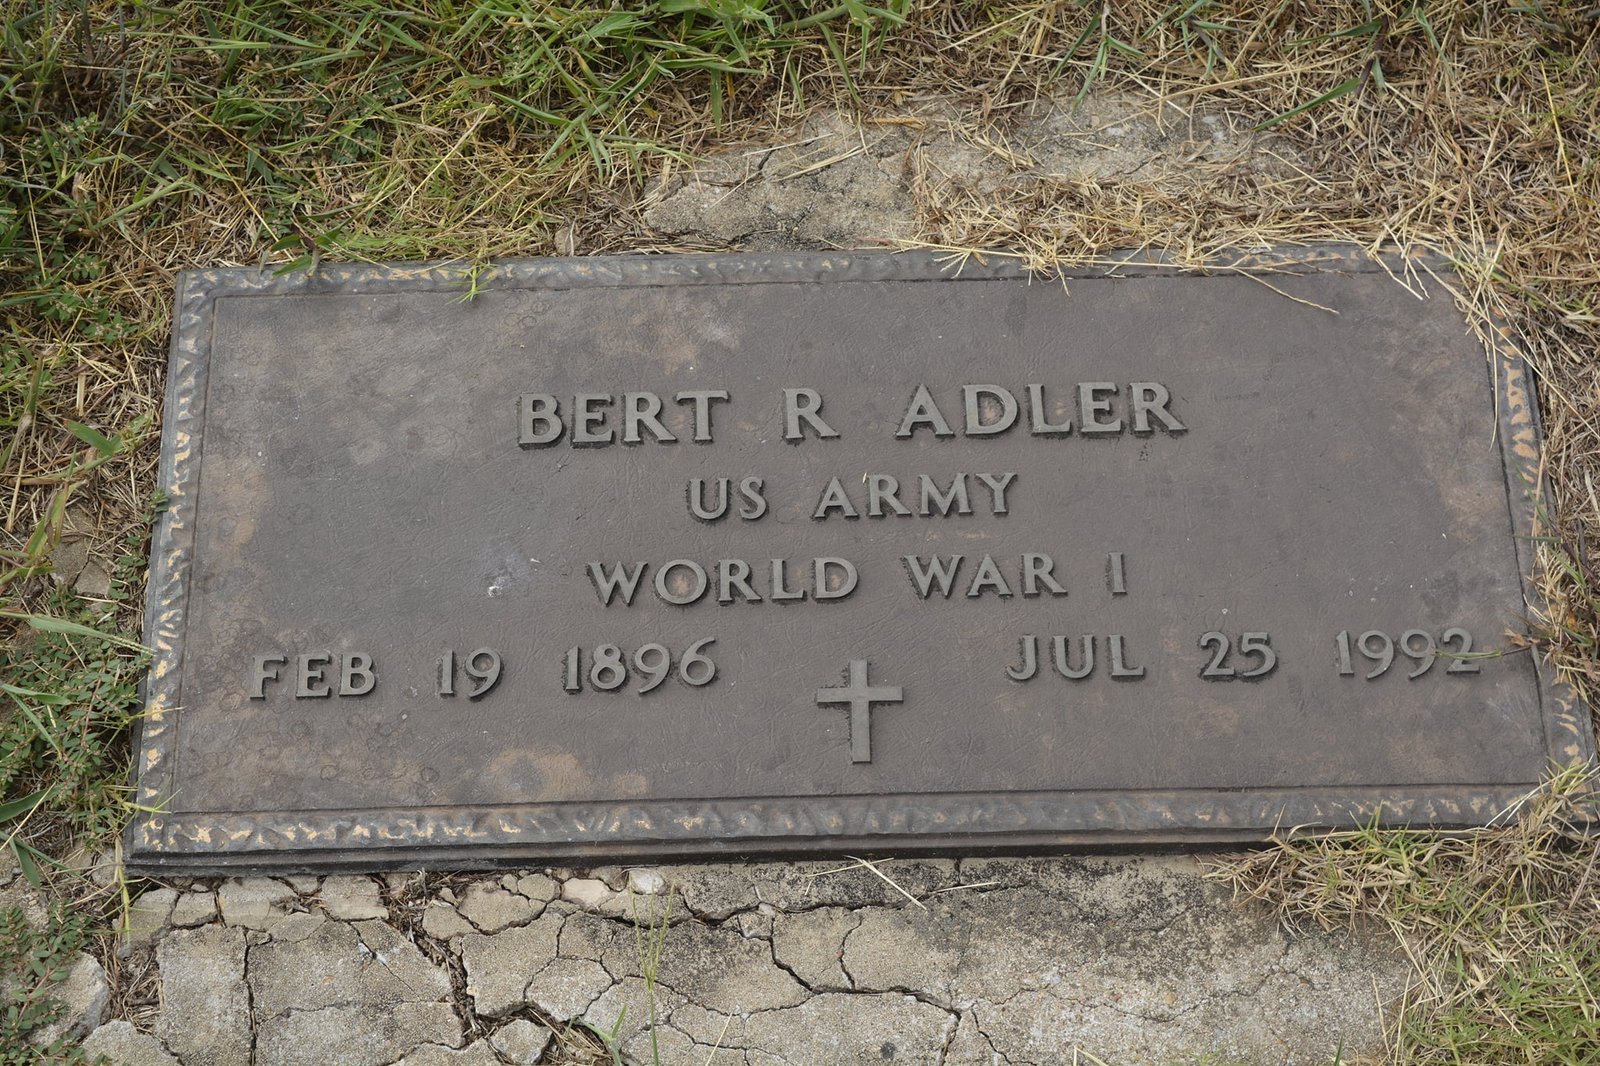 BERT R ADLER
US ARMY
WORLD WAR I
FEB 19 1896 JUL 25 1992